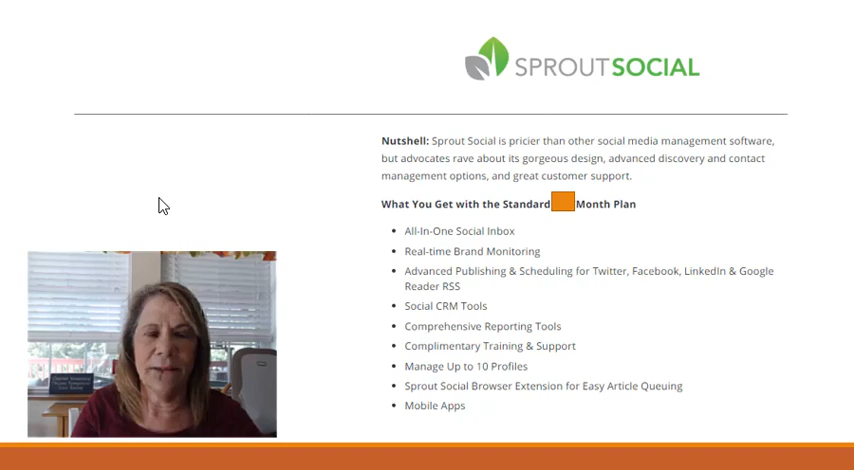 SPROUTSOCIAL
Nutshell: Sprout Social is pricier than other social media management software,
but advocates rave about its gorgeous design, advanced discovery and contact
management options, and great customer support.
What You Get with the Standard Month Plan
• All-In-One Social Inbox
• Real-time Brand Monitoring
• Advanced Publishing & Scheduling for Twitter, Facebook, LinkedIn & Google
Reader RSS
• Social CRM Tools
• Comprehensive Reporting Tools
• Complimentary Training & Support
• Manage Up to 10 Profiles
• Sprout Social Browser Extension for Easy Article Queuing
• Mobile Apps